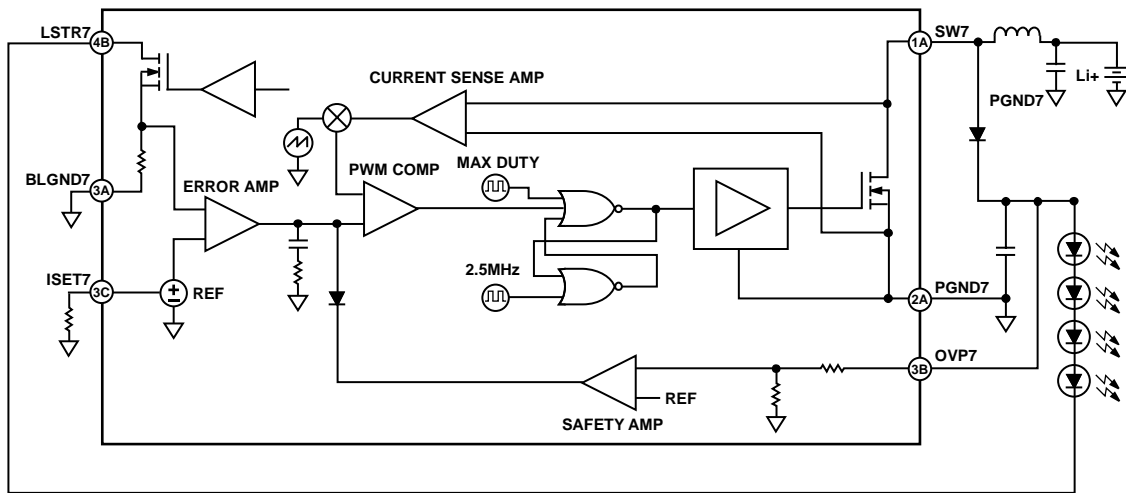 LSTR7
4B
SW7
1A
CURRENT SENSE AMP
Li+
PGND7
MAX DUTY
PWM COMP
BLGND7
3A
ERROR AMP
ISET7
3C
REF
2.5MHz
PGND7
2A
OVP7
3B
REF
SAFETY AMP